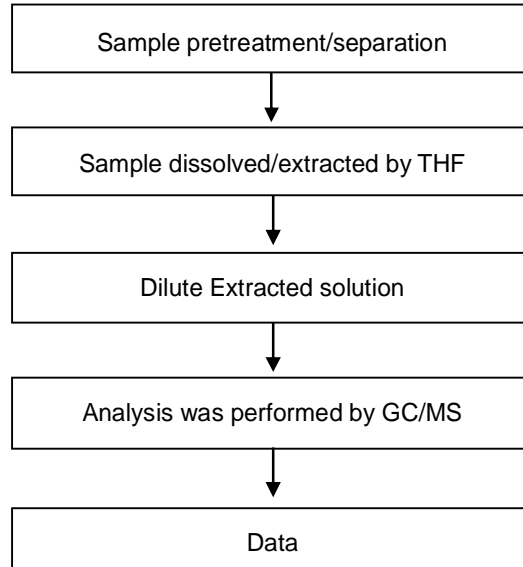 Sample pretreatment/separation
Sample dissolved/extracted by THF
Dilute Extracted solution
Analysis was performed by GC/MS
Data